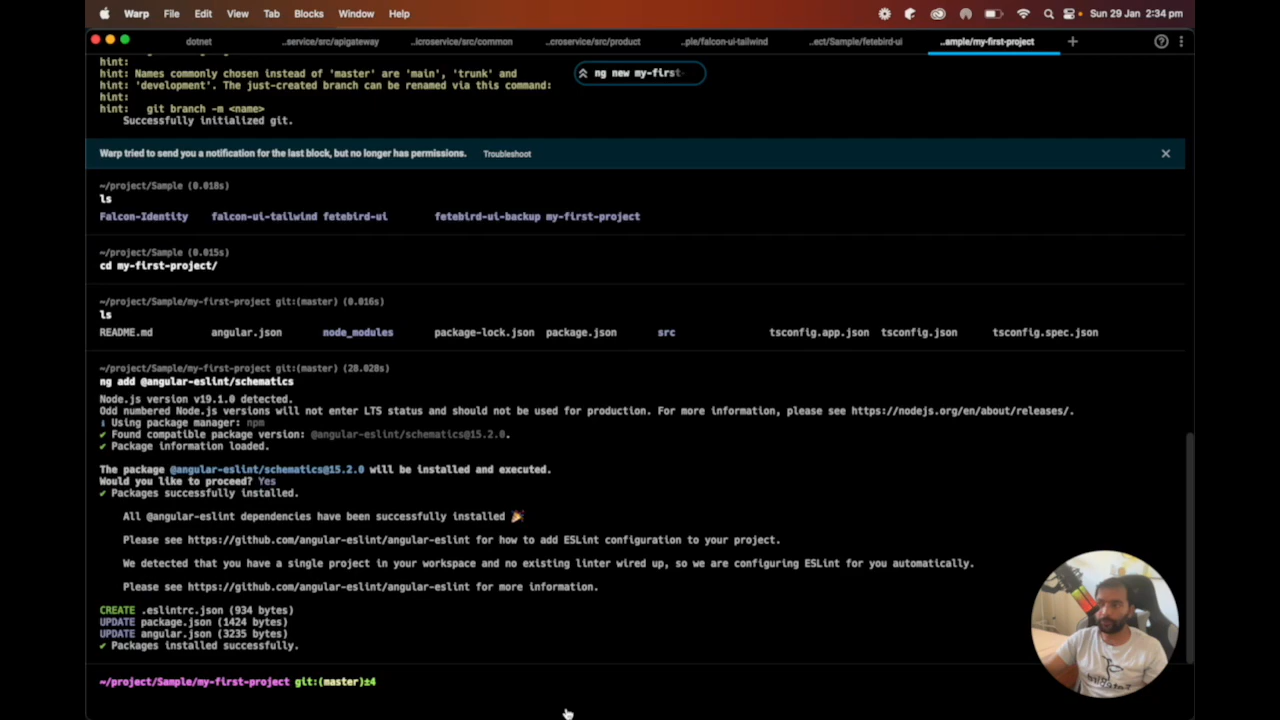 Warp File Edit View Tab Blocks Window Help Sun 29 Jan 2:34 pm
dotnet ..service/src/apigateway ..icroservice/src/common ..croservice/src/product ..ple/falcon-ui-tailwind ..ect/Sample/fetebird-ui ..ample/my-first-project
hint:
hint: Names commonly chosen instead of 'master' are 'main', 'trunk' and
ng new my-first
hint: 'development'. The just-created branch can be renamed via this command:
hint:
hint:   git branch -m <name>
Successfully initialized git.
Warp tried to send you a notification for the last block, but no longer has permissions. Troubleshoot
~/project/Sample (0.018s)
ls
Falcon-Identity falcon-ui-tailwind fetebird-ui fetebird-ui-backup my-first-project
~/project/Sample (0.015s)
cd my-first-project/
~/project/Sample/my-first-project git:(master) (0.016s)
ls
README.md angular.json node_modules package-lock.json package.json src tsconfig.app.json tsconfig.json tsconfig.spec.json
~/project/Sample/my-first-project git:(master) (28.028s)
ng add @angular-eslint/schematics
Node.js version v19.1.0 detected.
Odd numbered Node.js versions will not enter LTS status and should not be used for production. For more information, please see https://nodejs.org/en/about/releases/.
ℹ Using package manager: npm
✔ Found compatible package version: @angular-eslint/schematics@15.2.0.
✔ Package information loaded.
The package @angular-eslint/schematics@15.2.0 will be installed and executed.
Would you like to proceed? Yes
✔ Packages successfully installed.
All @angular-eslint dependencies have been successfully installed 🎉
Please see https://github.com/angular-eslint/angular-eslint for how to add ESLint configuration to your project.
We detected that you have a single project in your workspace and no existing linter wired up, so we are configuring ESLint for you automatically.
Please see https://github.com/angular-eslint/angular-eslint for more information.
CREATE .eslintrc.json (934 bytes)
UPDATE package.json (1424 bytes)
UPDATE angular.json (3235 bytes)
✔ Packages installed successfully.
~/project/Sample/my-first-project git:(master)±4